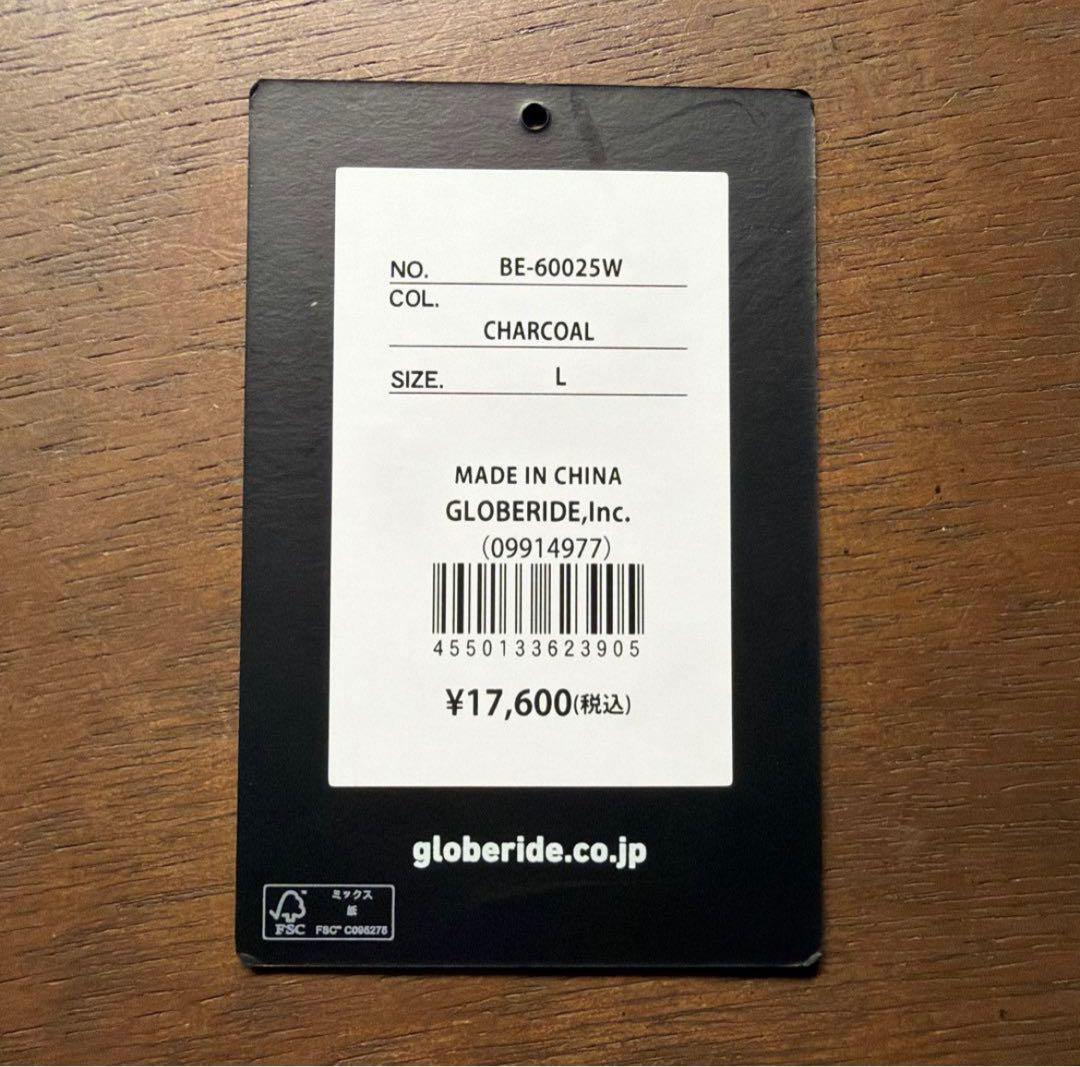 NO. BE-60025W
COL.
CHARCOAL
SIZE. L
MADE IN CHINA
GLOBERIDE,Inc.
(09914977)
4550133623905
¥17,600(税込)
globeride.co.jp
ミックス
紙
FSC FSC™ C095275